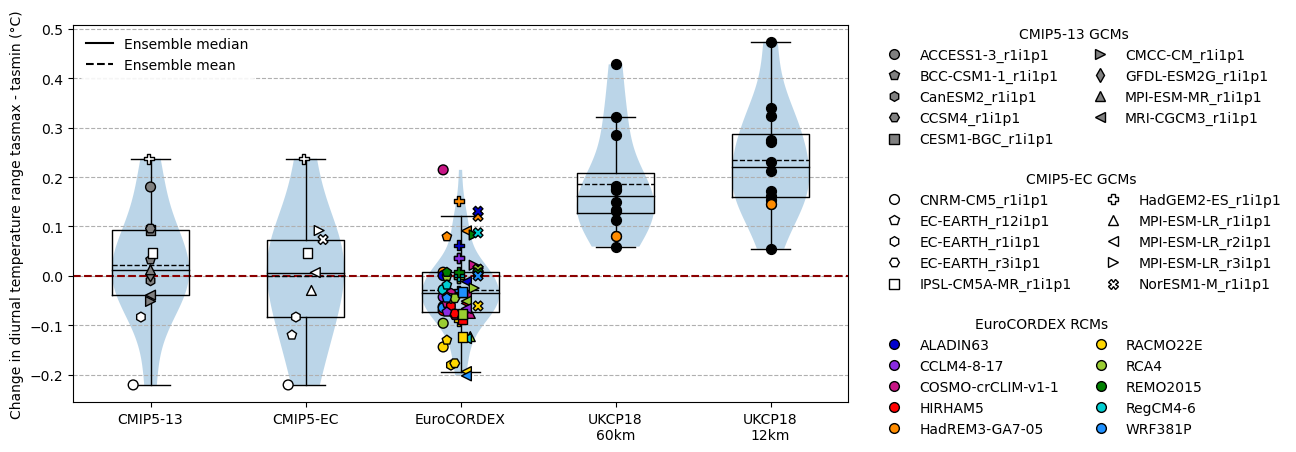 Change in diurnal temperature range tasmax - tasmin (°C)
0.5
0.4
0.3
0.2
0.1
0.0
−0.1
−0.2
Ensemble median
Ensemble mean
CMIP5-13
CMIP5-EC
EuroCORDEX
UKCP18
60km
UKCP18
12km
CMIP5-13 GCMs
ACCESS1-3_r1i1p1
BCC-CSM1-1_r1i1p1
CanESM2_r1i1p1
CCSM4_r1i1p1
CESM1-BGC_r1i1p1
CMCC-CM_r1i1p1
GFDL-ESM2G_r1i1p1
MPI-ESM-MR_r1i1p1
MRI-CGCM3_r1i1p1
CMIP5-EC GCMs
CNRM-CM5_r1i1p1
EC-EARTH_r12i1p1
EC-EARTH_r1i1p1
EC-EARTH_r3i1p1
IPSL-CM5A-MR_r1i1p1
HadGEM2-ES_r1i1p1
MPI-ESM-LR_r1i1p1
MPI-ESM-LR_r2i1p1
MPI-ESM-LR_r3i1p1
NorESM1-M_r1i1p1
EuroCORDEX RCMs
ALADIN63
CCLM4-8-17
COSMO-crCLIM-v1-1
HIRHAM5
HadREM3-GA7-05
RACMO22E
RCA4
REMO2015
RegCM4-6
WRF381P